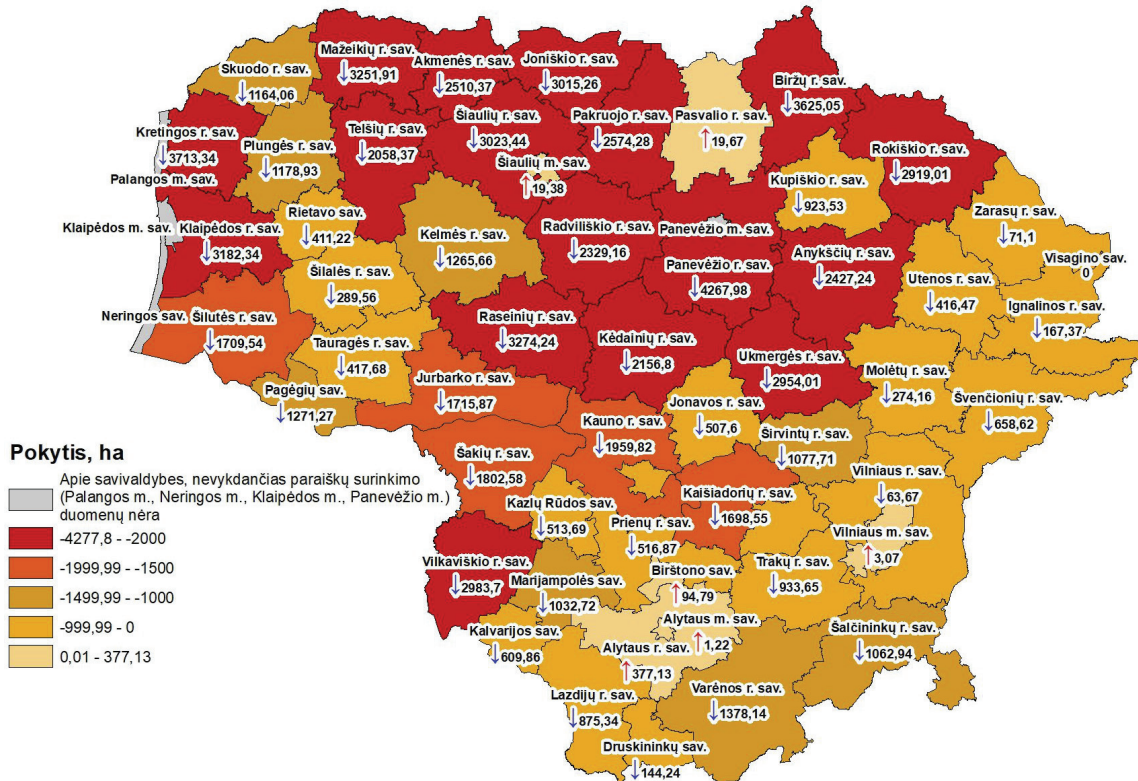 Mažeikių r. sav.
↓3251,91
Akmenės r. sav.
↓2510,37
Joniškio r. sav.
↓3015,26
Skuodo r. sav.
↓1164,06
Biržų r. sav.
↓3625,05
Kretingos r. sav.
↓3713,34
Plungės r. sav.
↓1178,93
Telšių r. sav.
↓2058,37
Šiaulių r. sav.
↓3023,44
Pakruojo r. sav.
↓2574,28
Pasvalio r. sav.
↑19,67
Rokiškio r. sav.
↓2919,01
Šiaulių m. sav.
↑19,38
Palangos m. sav.
Kupiškio r. sav.
↓923,53
Rietavo sav.
↓411,22
Klaipėdos m. sav.
Klaipėdos r. sav.
↓3182,34
Kelmės r. sav.
↓1265,66
Radviliškio r. sav.
↓2329,16
Panevėžio m. sav.
Zarasų r. sav.
↓71,1
Anykščių r. sav.
↓2427,24
Visagino sav.
0
Šilalės r. sav.
↓289,56
Panevėžio r. sav.
↓4267,98
Utenos r. sav.
↓416,47
Ignalinos r. sav.
↓167,37
Neringos sav.
Šilutės r. sav.
↓1709,54
Raseinių r. sav.
↓3274,24
Kėdainių r. sav.
↓2156,8
Tauragės r. sav.
↓417,68
Ukmergės r. sav.
↓2954,01
Molėtų r. sav.
↓274,16
Jurbarko r. sav.
↓1715,87
Pagėgių sav.
↓1271,27
Švenčionių r. sav.
↓658,62
Jonavos r. sav.
↓507,6
Kauno r. sav.
↓1959,82
Širvintų r. sav.
↓1077,71
Šakių r. sav.
↓1802,58
Vilniaus r. sav.
↓63,67
Kaišiadorių r. sav.
↓1698,55
Kazlų Rūdos sav.
↓513,69
Prienų r. sav.
↓516,87
Vilniaus m. sav.
↑3,07
Vilkaviškio r. sav.
↓2983,7
Birštono sav.
↑94,79
Trakų r. sav.
↓933,65
Marijampolės sav.
↓1032,72
Alytaus m. sav.
↑1,22
Kalvarijos sav.
↓609,86
Šalčininkų r. sav.
↓1062,94
Alytaus r. sav.
↑377,13
Varėnos r. sav.
↓1378,14
Lazdijų r. sav.
↓875,34
Druskininkų sav.
↓144,24
Pokytis, ha
Apie savivaldybes, nevykdančias paraiškų surinkimo
(Palangos m., Neringos m., Klaipėdos m., Panevėžio m.)
duomenų nėra
-4277,8 - -2000
-1999,99 - -1500
-1499,99 - -1000
-999,99 - 0
0,01 - 377,13